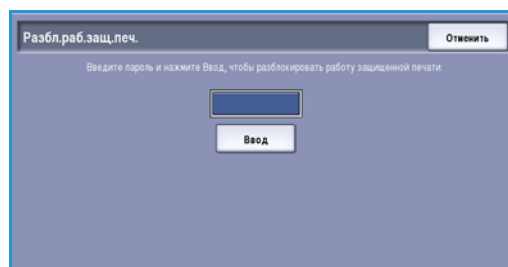 Разбл.раб.защ.печ.
Отменить
Введите пароль и нажмите Ввод, чтобы разблокировать работу защищенной печати.
Ввод